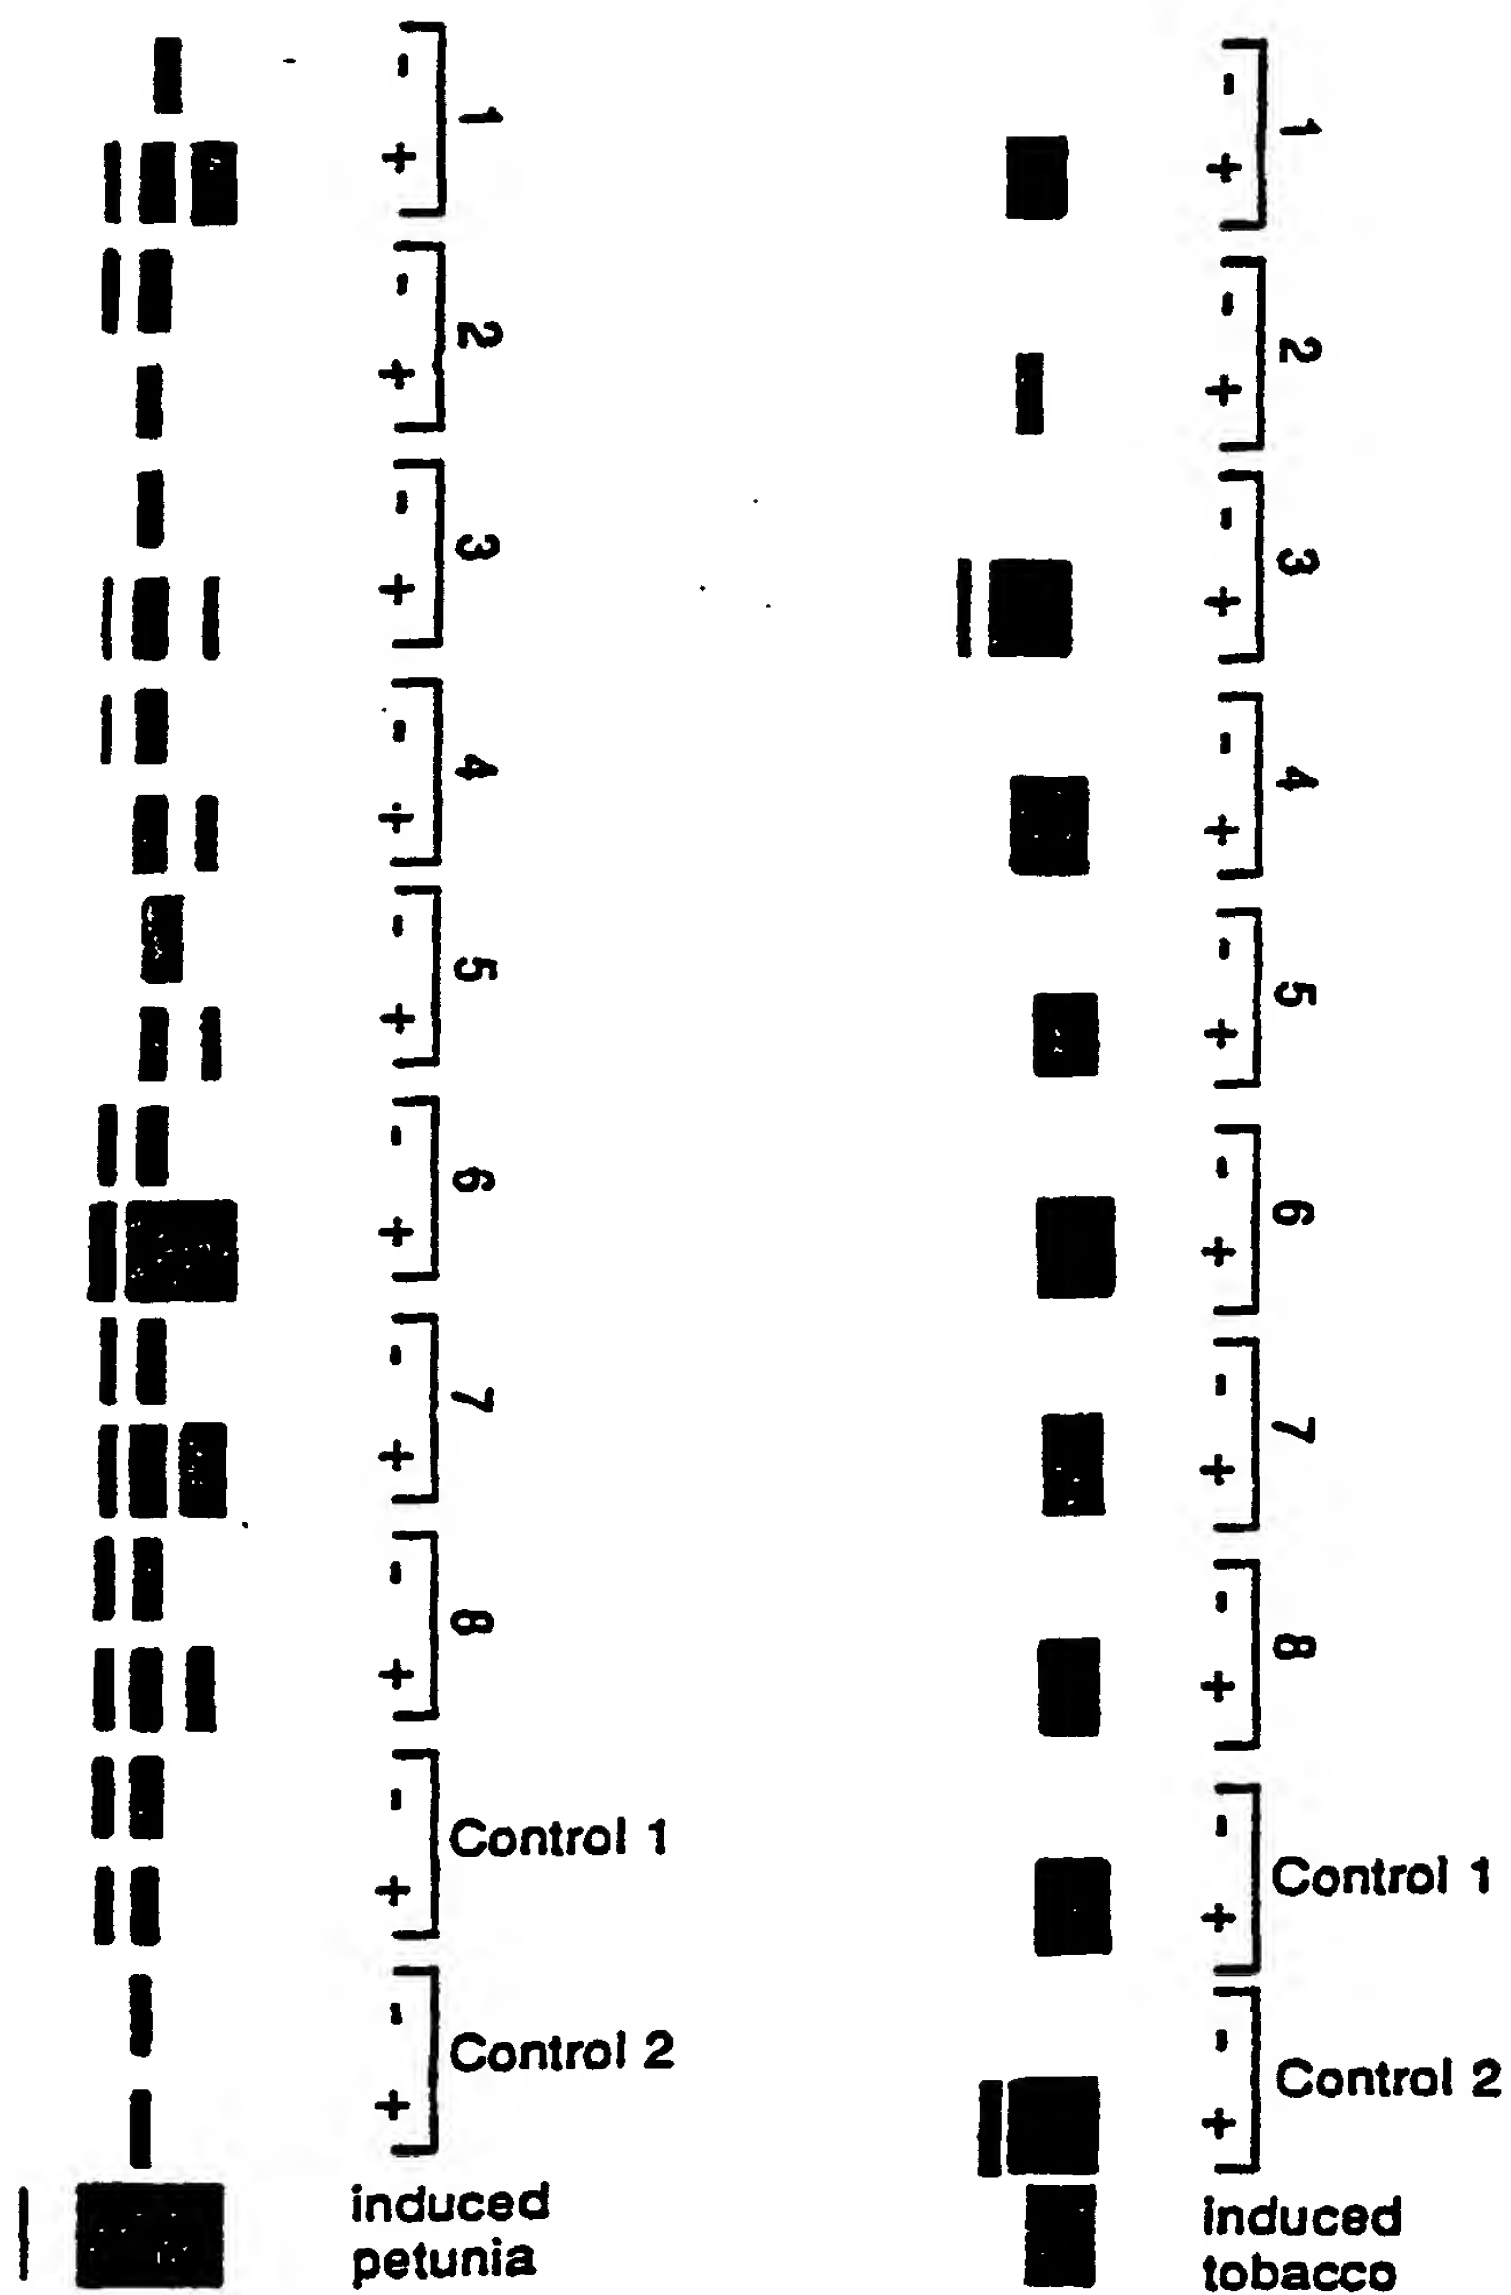 - + 1
- + 2
- + 3
- + 4
- + 5
- + 6
- + 7
- + 8
- + Control 1
- + Control 2
induced
petunia
- + 1
- + 2
- + 3
- + 4
- + 5
- + 6
- + 7
- + 8
- + Control 1
- + Control 2
induced
tobacco